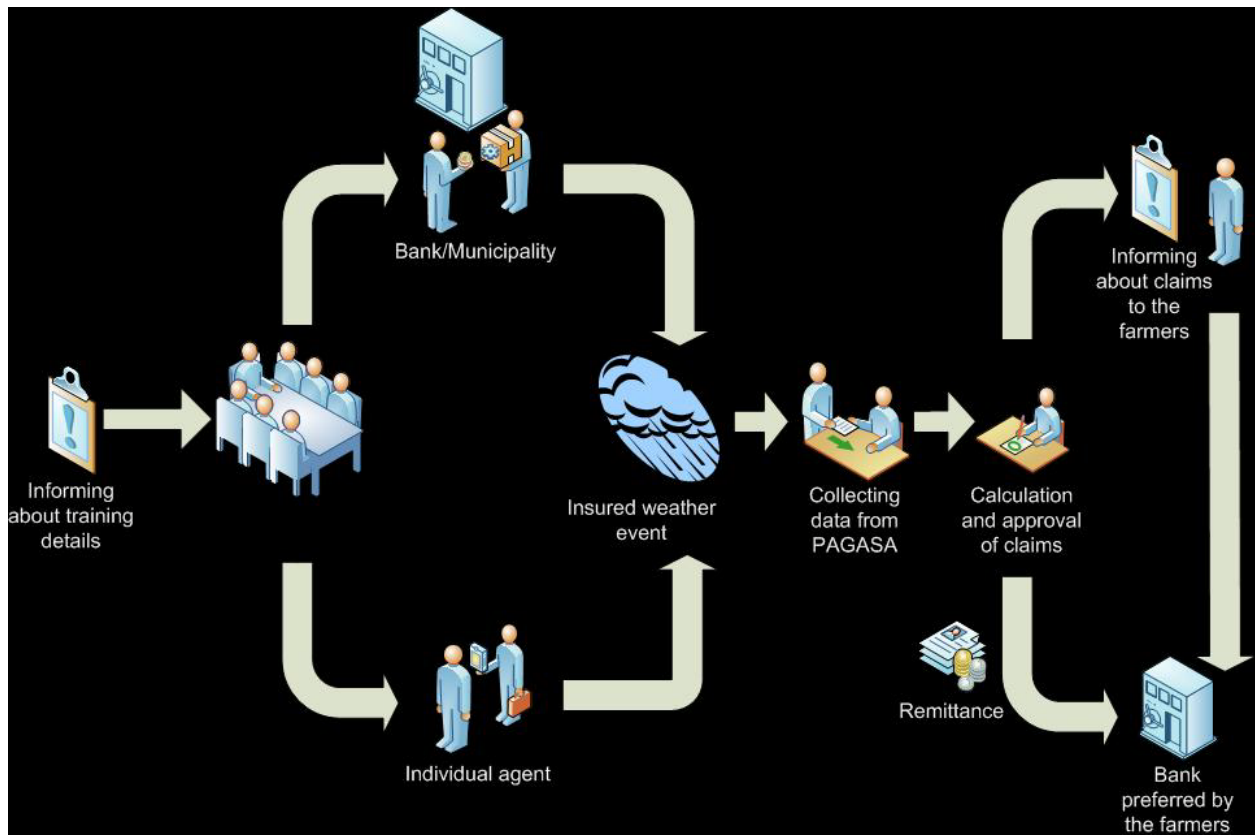 Bank/Municipality
Informing
about claims
to the
farmers
Informing
about training
details
Insured weather
event
Collecting
data from
PAGASA
Calculation
and approval
of claims
Individual agent
Remittance
Bank
preferred by
the farmers